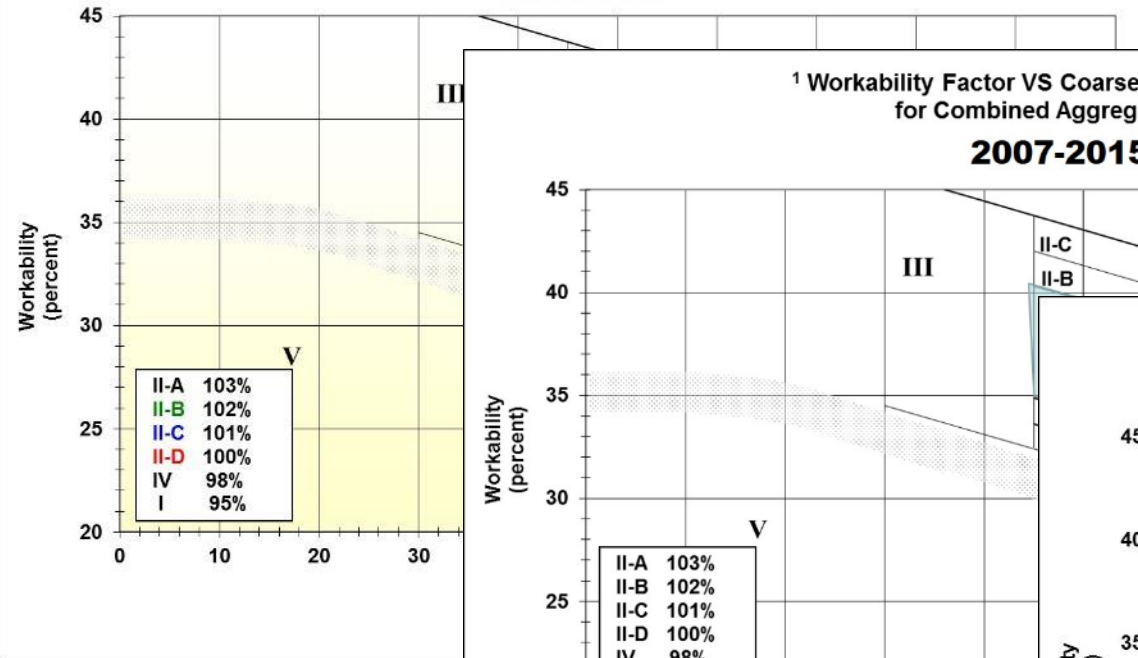 45
40
35
30
25
20
0 10 20 30
Workability
(percent)
III
V
II-A 103%
II-B 102%
II-C 101%
II-D 100%
IV 98%
I 95%
¹ Workability Factor VS Coarse
for Combined Aggreg
2007-2015
45
40
35
30
25
Workability
(percent)
III
II-C
II-B
V
II-A 103%
II-B 102%
II-C 101%
II-D 100%
IV 98%
45
40
35